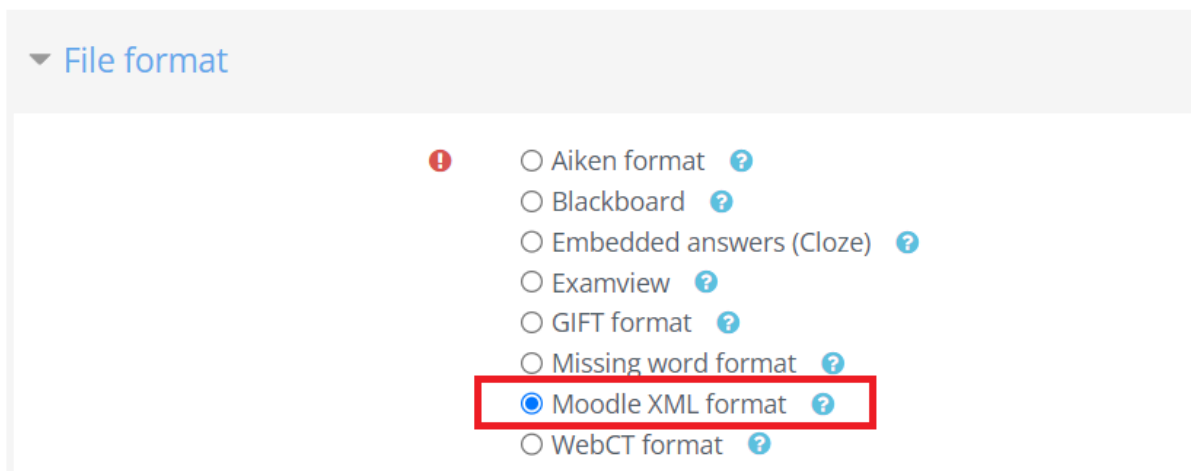 File format
Aiken format
Blackboard
Embedded answers (Cloze)
Examview
GIFT format
Missing word format
Moodle XML format
WebCT format